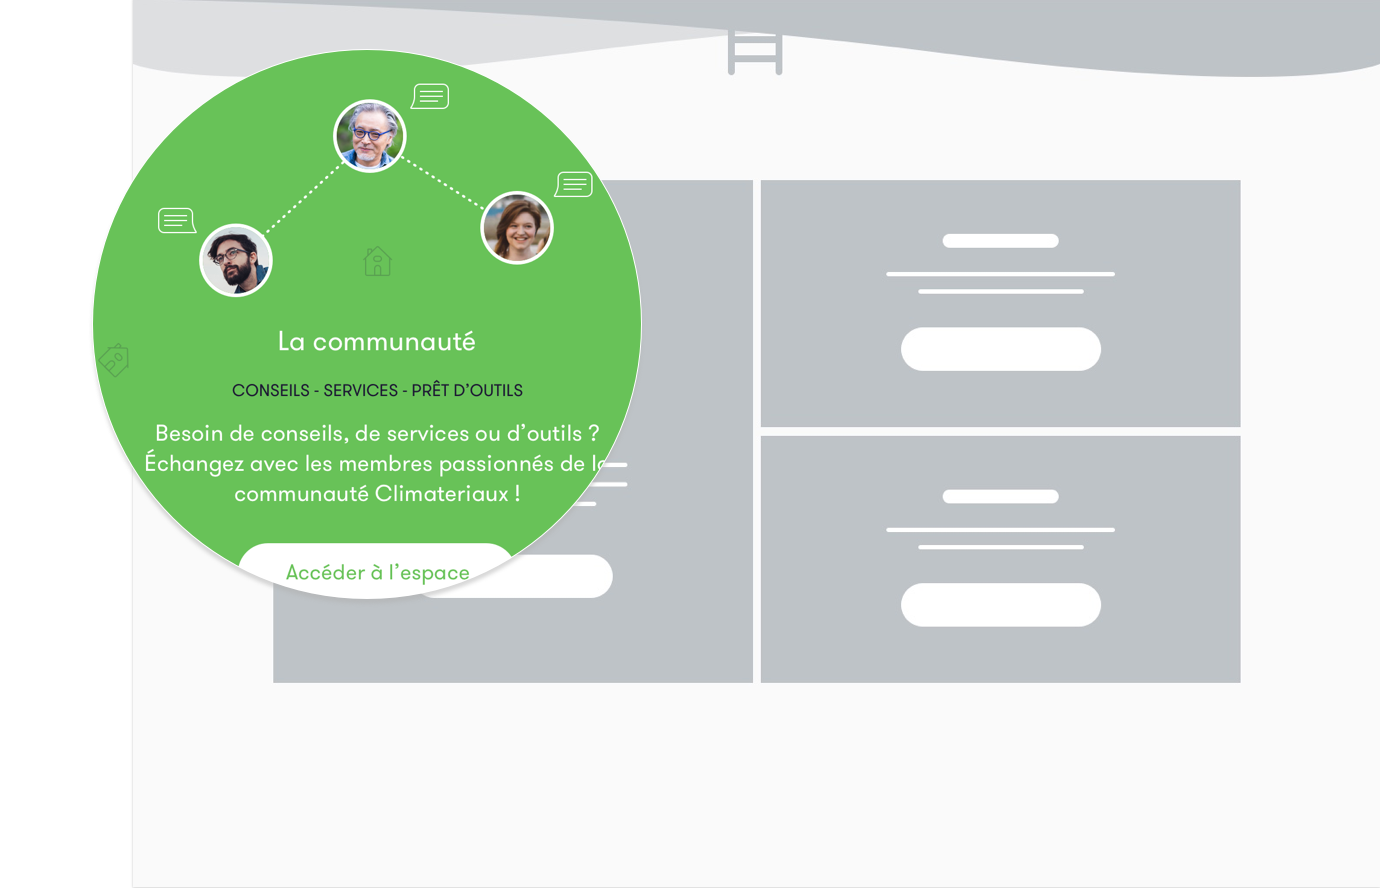 La communauté
CONSEILS - SERVICES - PRÊT D’OUTILS
Besoin de conseils, de services ou d’outils ?
Échangez avec les membres passionnés de la
communauté Climateriaux !
Accéder à l’espace